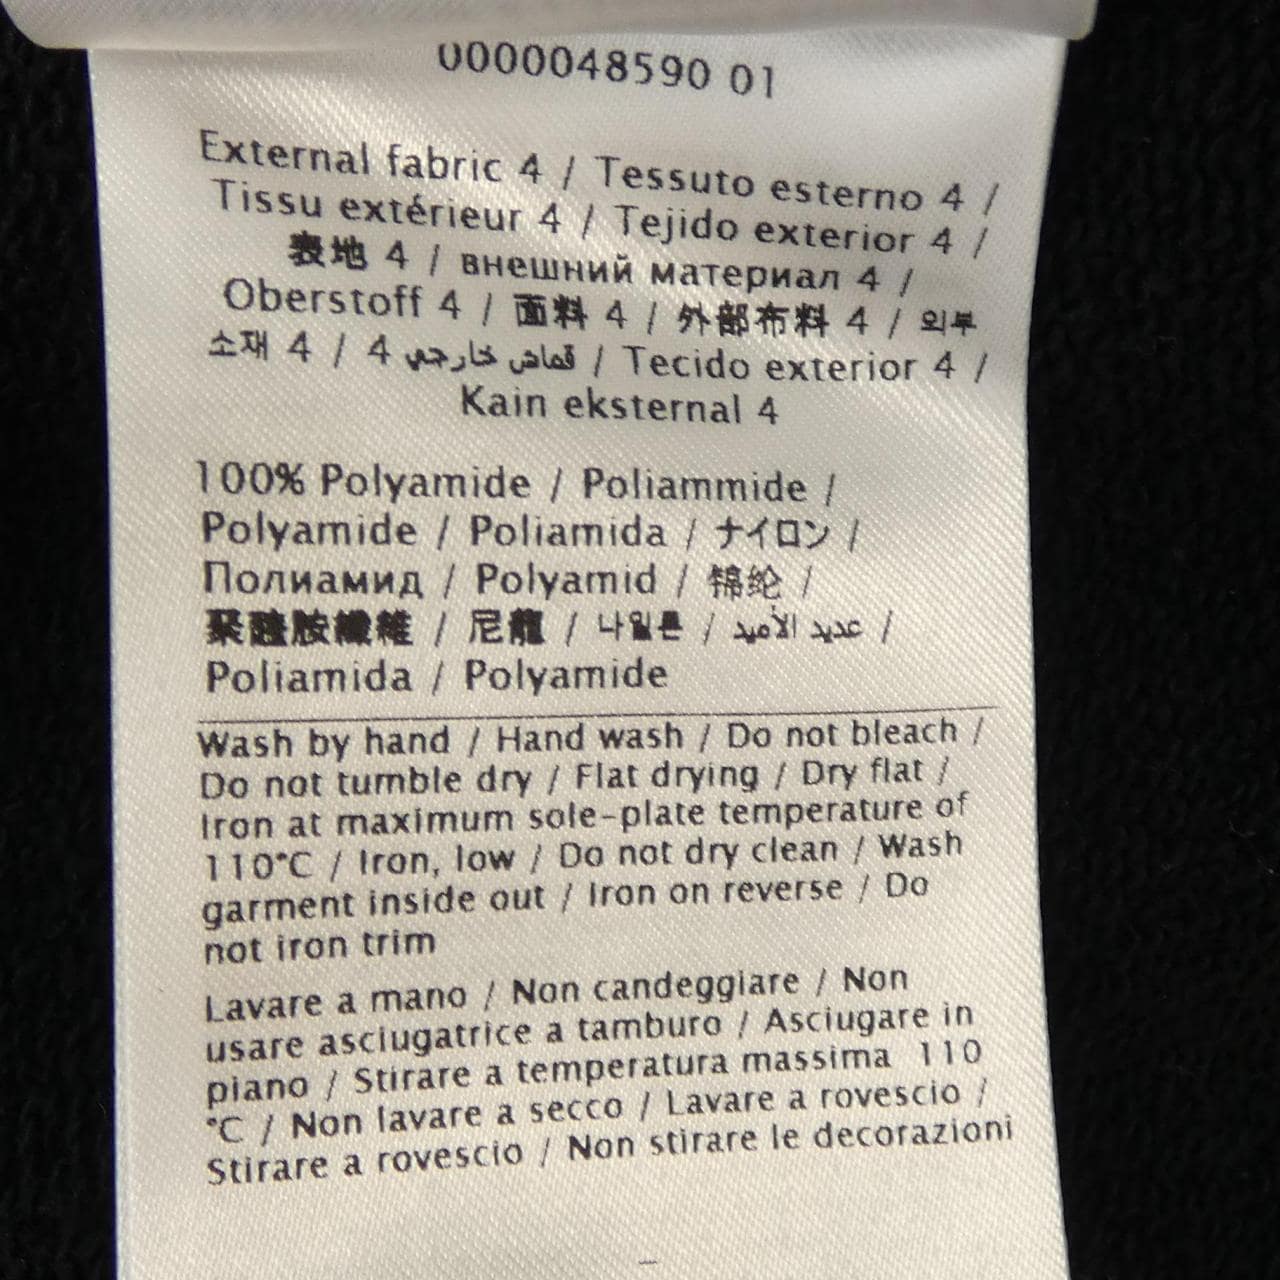 0000048590 01
External fabric 4 / Tessuto esterno 4 /
Tissu extérieur 4 / Tejido exterior 4 /
表地 4 / внешний материал 4 /
Oberstoff 4 / 面料 4 / 外部布料 4 / 외부
소재 4 / 4 قماش خارجي / Tecido exterior 4 /
Kain eksternal 4
100% Polyamide / Poliammide /
Polyamide / Poliamida / ナイロン /
Полиамид / Polyamid / 锦纶 /
聚醯胺纖維 / 尼龍 / 나일론 / عديد الأميد /
Poliamida / Polyamide
Wash by hand / Hand wash / Do not bleach /
Do not tumble dry / Flat drying / Dry flat /
Iron at maximum sole-plate temperature of
110°C / Iron, low / Do not dry clean / Wash
garment inside out / Iron on reverse / Do
not iron trim
Lavare a mano / Non candeggiare / Non
usare asciugatrice a tamburo / Asciugare in
piano / Stirare a temperatura massima 110
°C / Non lavare a secco / Lavare a rovescio /
Stirare a rovescio / Non stirare le decorazioni